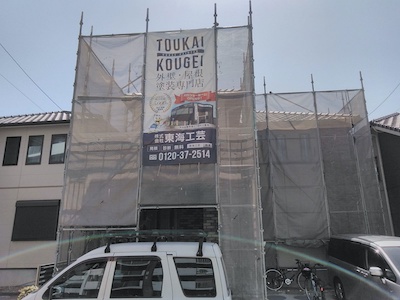 TOUKAI
KOUGEI
外壁・屋根
塗装専門店
株式
会社 東海工芸
0120-37-2514